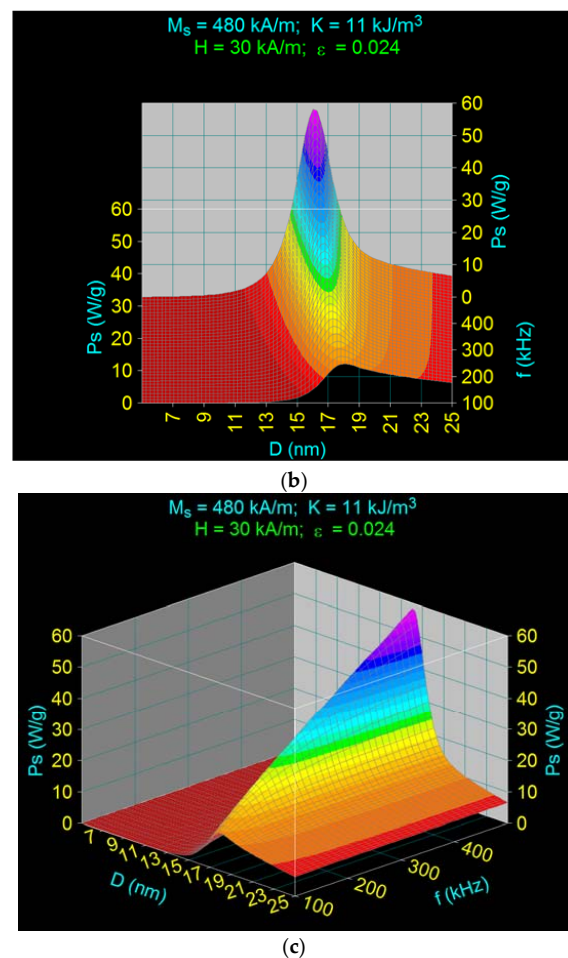 M_s = 480 kA/m; K = 11 kJ/m³
H = 30 kA/m; ε = 0.024
60
50
40
30
20
10
0
Ps (W/g)
60
50
40
30
20
10
0
Ps (W/g)
400
300
200
100
f (kHz)
7 9 11 13 15 17 19 21 23 25
D (nm)
(b)
M_s = 480 kA/m; K = 11 kJ/m³
H = 30 kA/m; ε = 0.024
60
50
40
30
20
10
0
Ps (W/g)
60
50
40
30
20
10
0
Ps (W/g)
7 9 11 13 15 17 19 21 23 25
D (nm)
100 200 300 400
f (kHz)
(c)